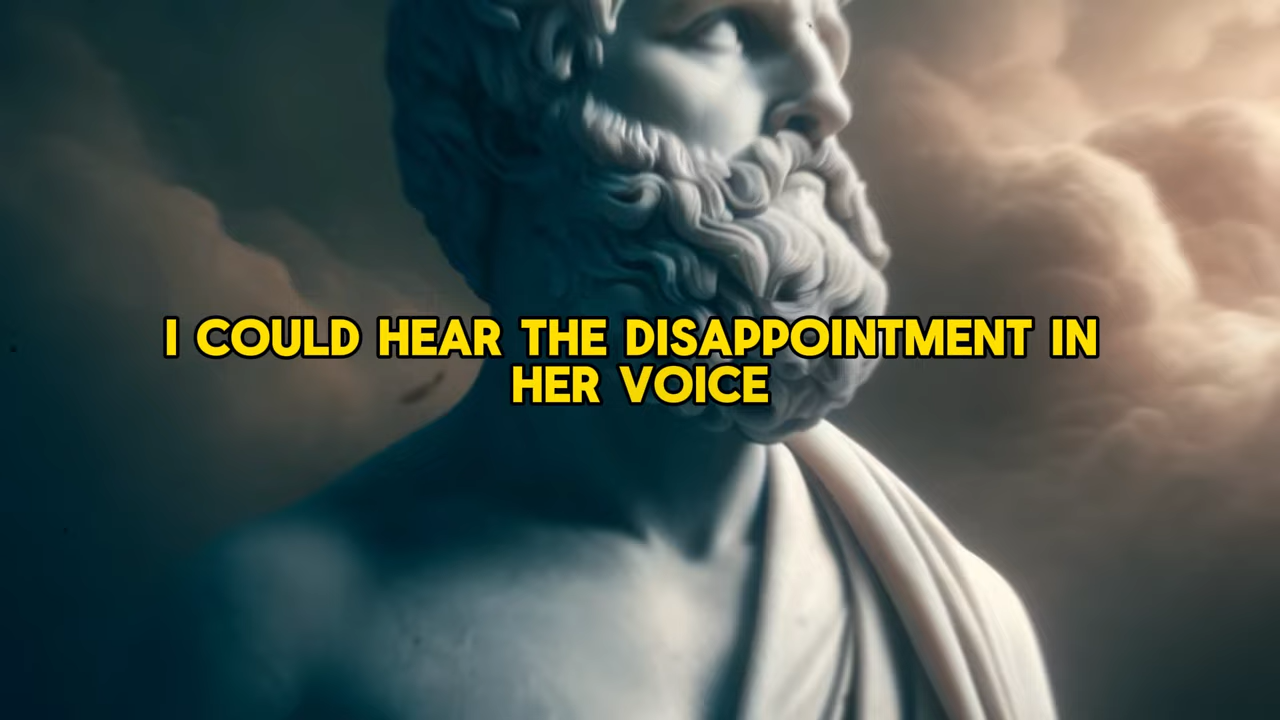 I COULD HEAR THE DISAPPOINTMENT IN
HER VOICE